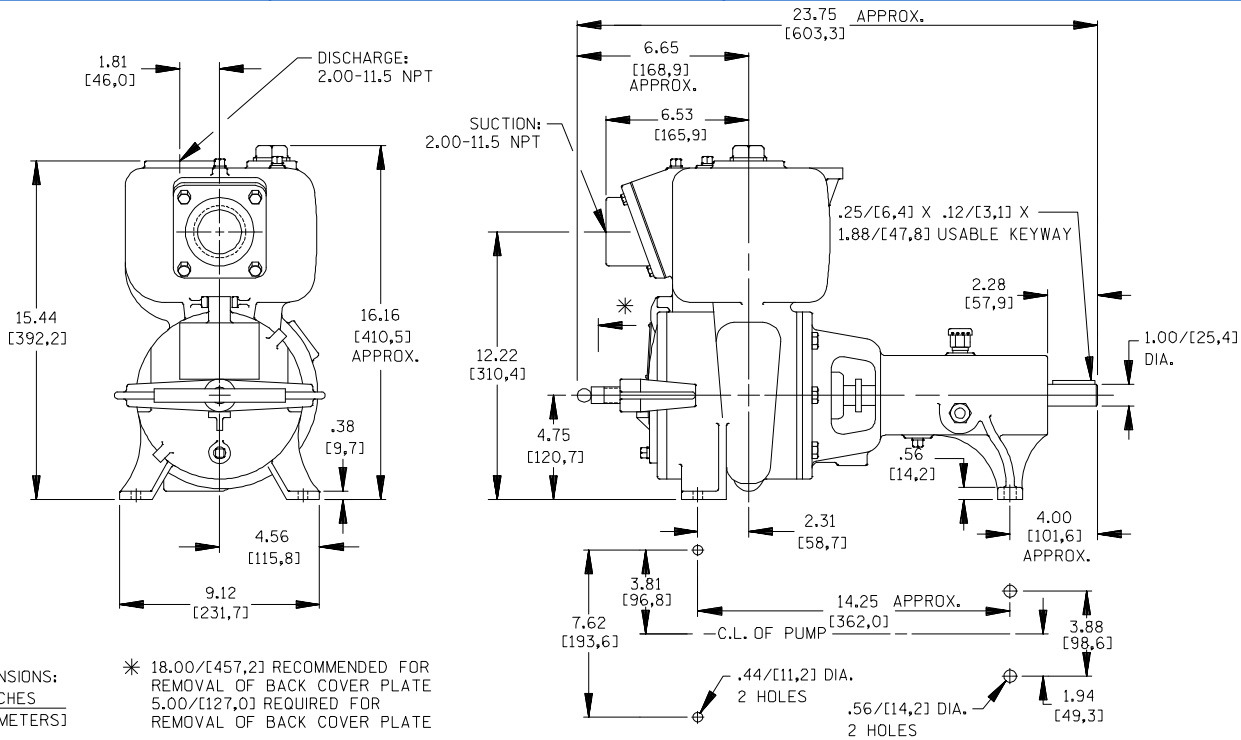 23.75 APPROX.
[603,3]
1.81
[46,0]
DISCHARGE:
2.00-11.5 NPT
6.65
[168,9]
APPROX.
6.53
[165,9]
SUCTION:
2.00-11.5 NPT
.25/[6,4] X .12/[3,1] X
1.88/[47,8] USABLE KEYWAY
2.28
[57,9]
15.44
[392,2]
16.16
[410,5]
APPROX.
*
1.00/[25,4]
DIA.
12.22
[310,4]
.38
[9,7]
4.75
[120,7]
.56
[14,2]
4.56
[115,8]
2.31
[58,7]
4.00
[101,6]
APPROX.
9.12
[231,7]
3.81
[96,8]
14.25 APPROX.
[362,0]
7.62
[193,6]
C.L. OF PUMP
3.88
[98,6]
NSIONS:
CHES
METERS]
* 18.00/[457,2] RECOMMENDED FOR
REMOVAL OF BACK COVER PLATE
5.00/[127,0] REQUIRED FOR
REMOVAL OF BACK COVER PLATE
.44/[11,2] DIA.
2 HOLES
.56/[14,2] DIA.
2 HOLES
1.94
[49,3]